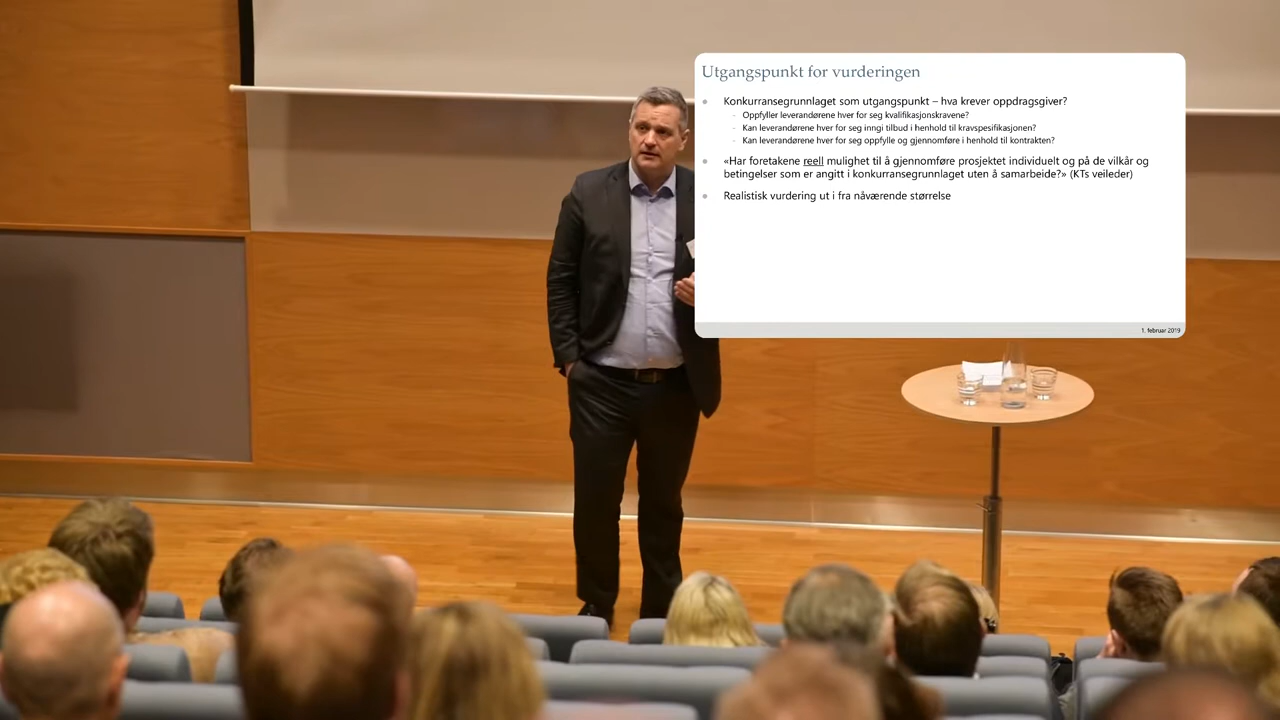 Utgangspunkt for vurderingen
Konkurransegrunnlaget som utgangspunkt – hva krever oppdragsgiver?
Oppfyller leverandørene hver for seg kvalifikasjonskravene?
Kan leverandørene hver for seg inngi tilbud i henhold til kravspesifikasjonen?
Kan leverandørene hver for seg oppfylle og gjennomføre i henhold til kontrakten?
«Har foretakene reell mulighet til å gjennomføre prosjektet individuelt og på de vilkår og
betingelser som er angitt i konkurransegrunnlaget uten å samarbeide?» (KTs veileder)
Realistisk vurdering ut i fra nåværende størrelse
1. februar 2019